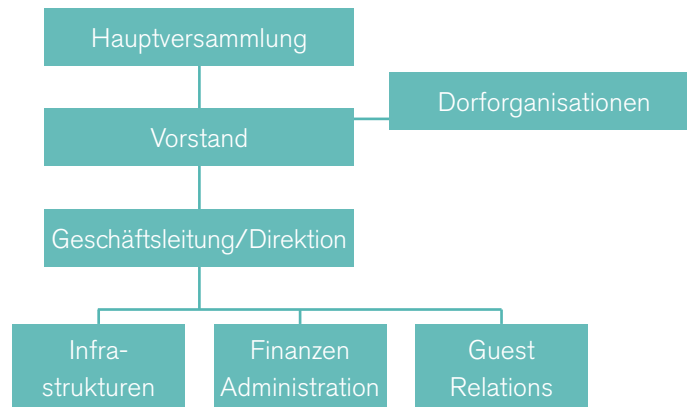 Hauptversammlung
Dorforganisationen
Vorstand
Geschäftsleitung/Direktion
Infra-
strukturen
Finanzen
Administration
Guest
Relations